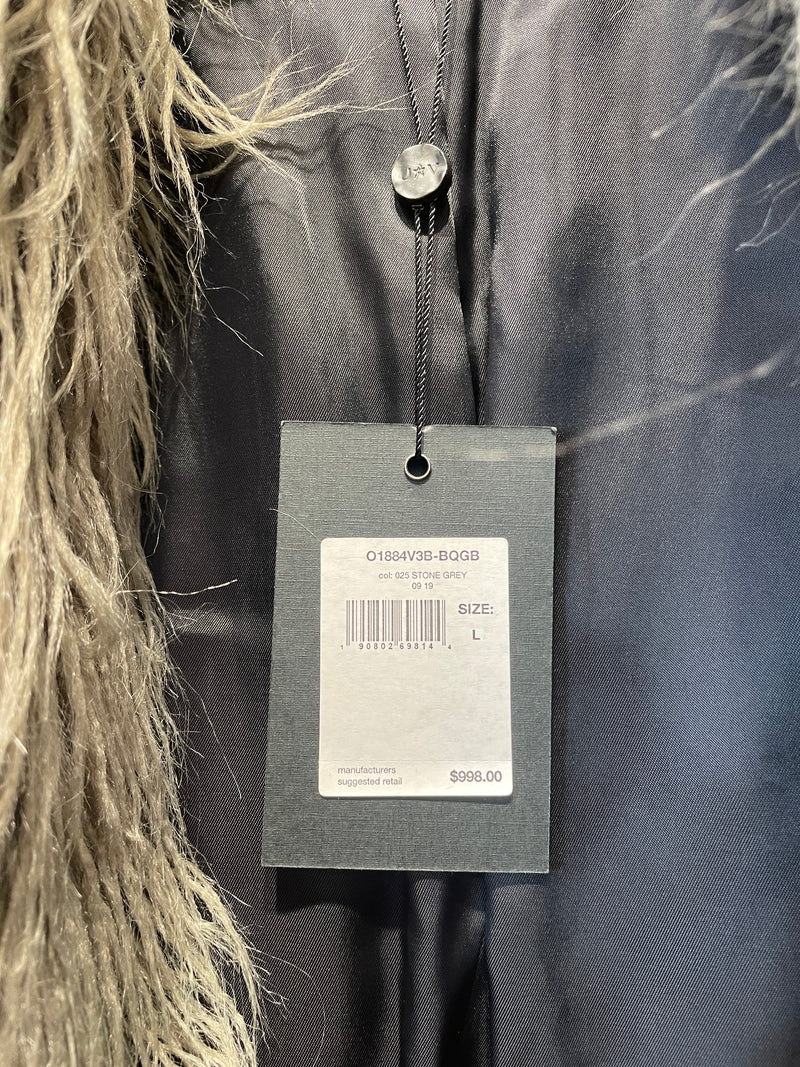 J★V
O1884V3B-BQGB
col: 025 STONE GREY
09 19
SIZE:
L
1 90802 69814 4
manufacturers
suggested retail
$998.00